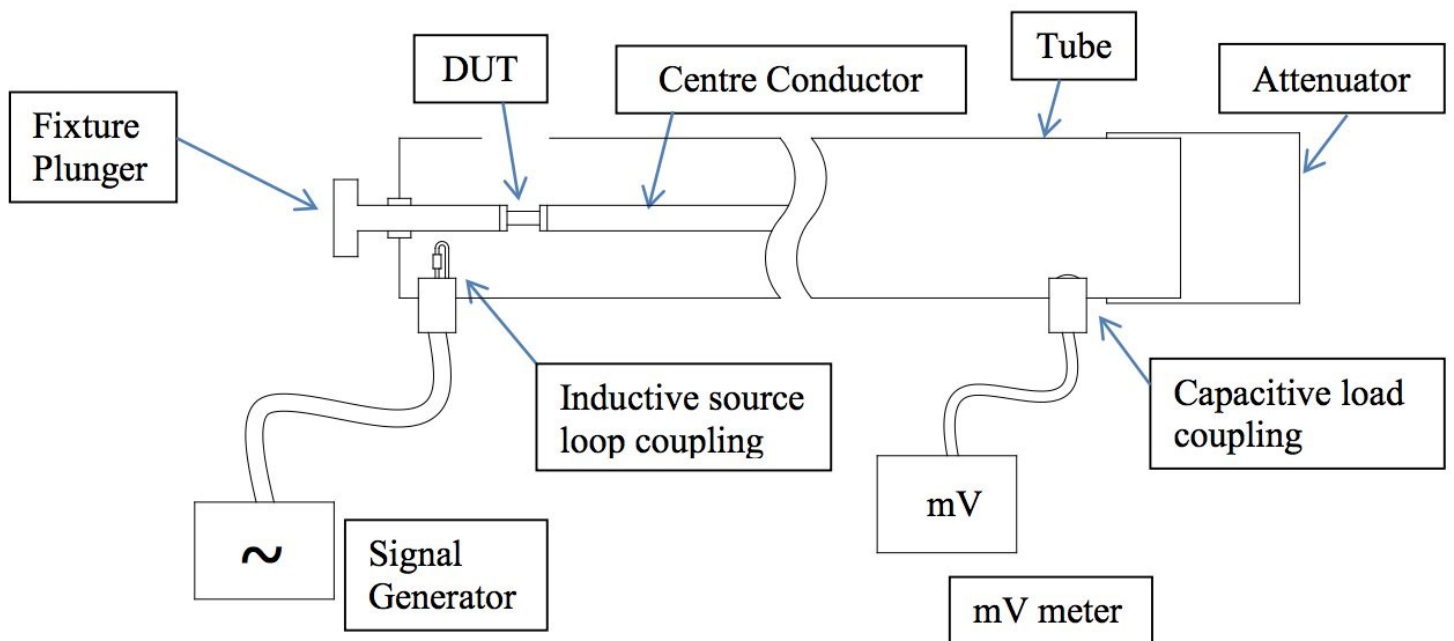 Tube
DUT
Centre Conductor
Attenuator
Fixture
Plunger
Inductive source
loop coupling
Capacitive load
coupling
mV
~
Signal
Generator
mV meter